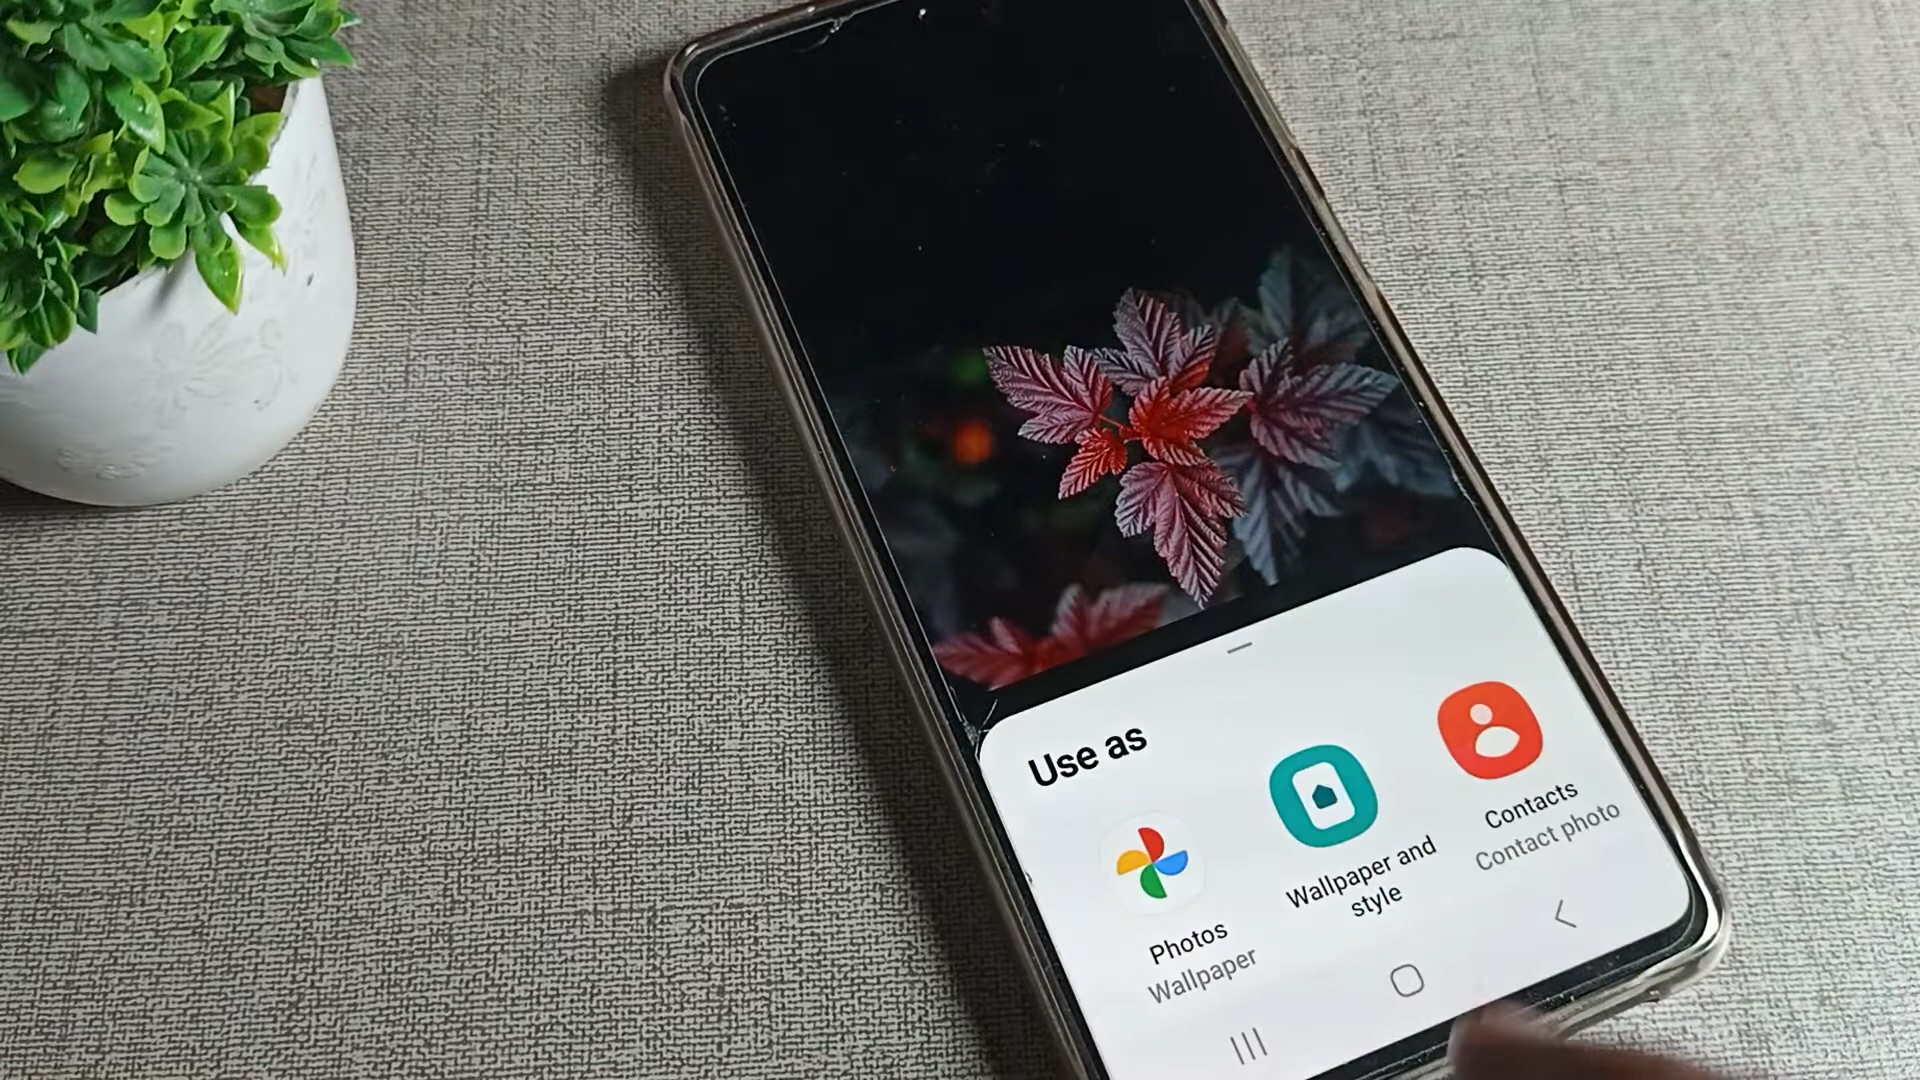 Use as
Photos
Wallpaper
Wallpaper and
style
Contacts
Contact photo